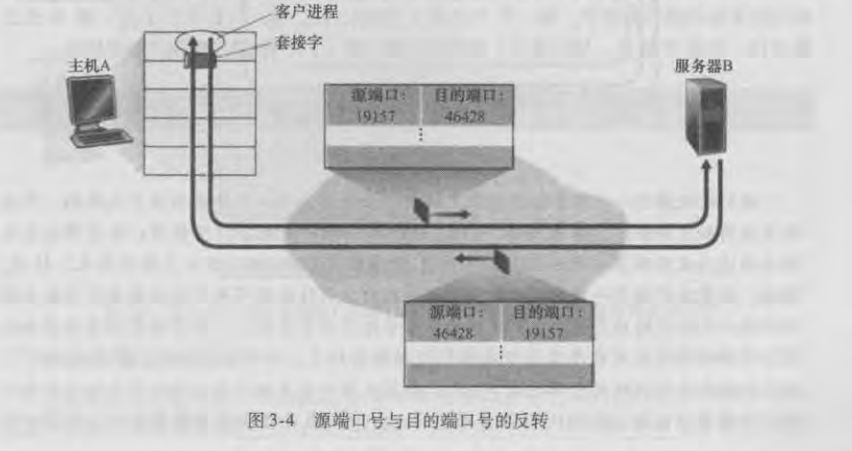 客户进程
套接字
主机A
服务器B
源端口: 目的端口:
19157 46428
⋮
源端口: 目的端口:
46428 19157
⋮
图3-4 源端口号与目的端口号的反转